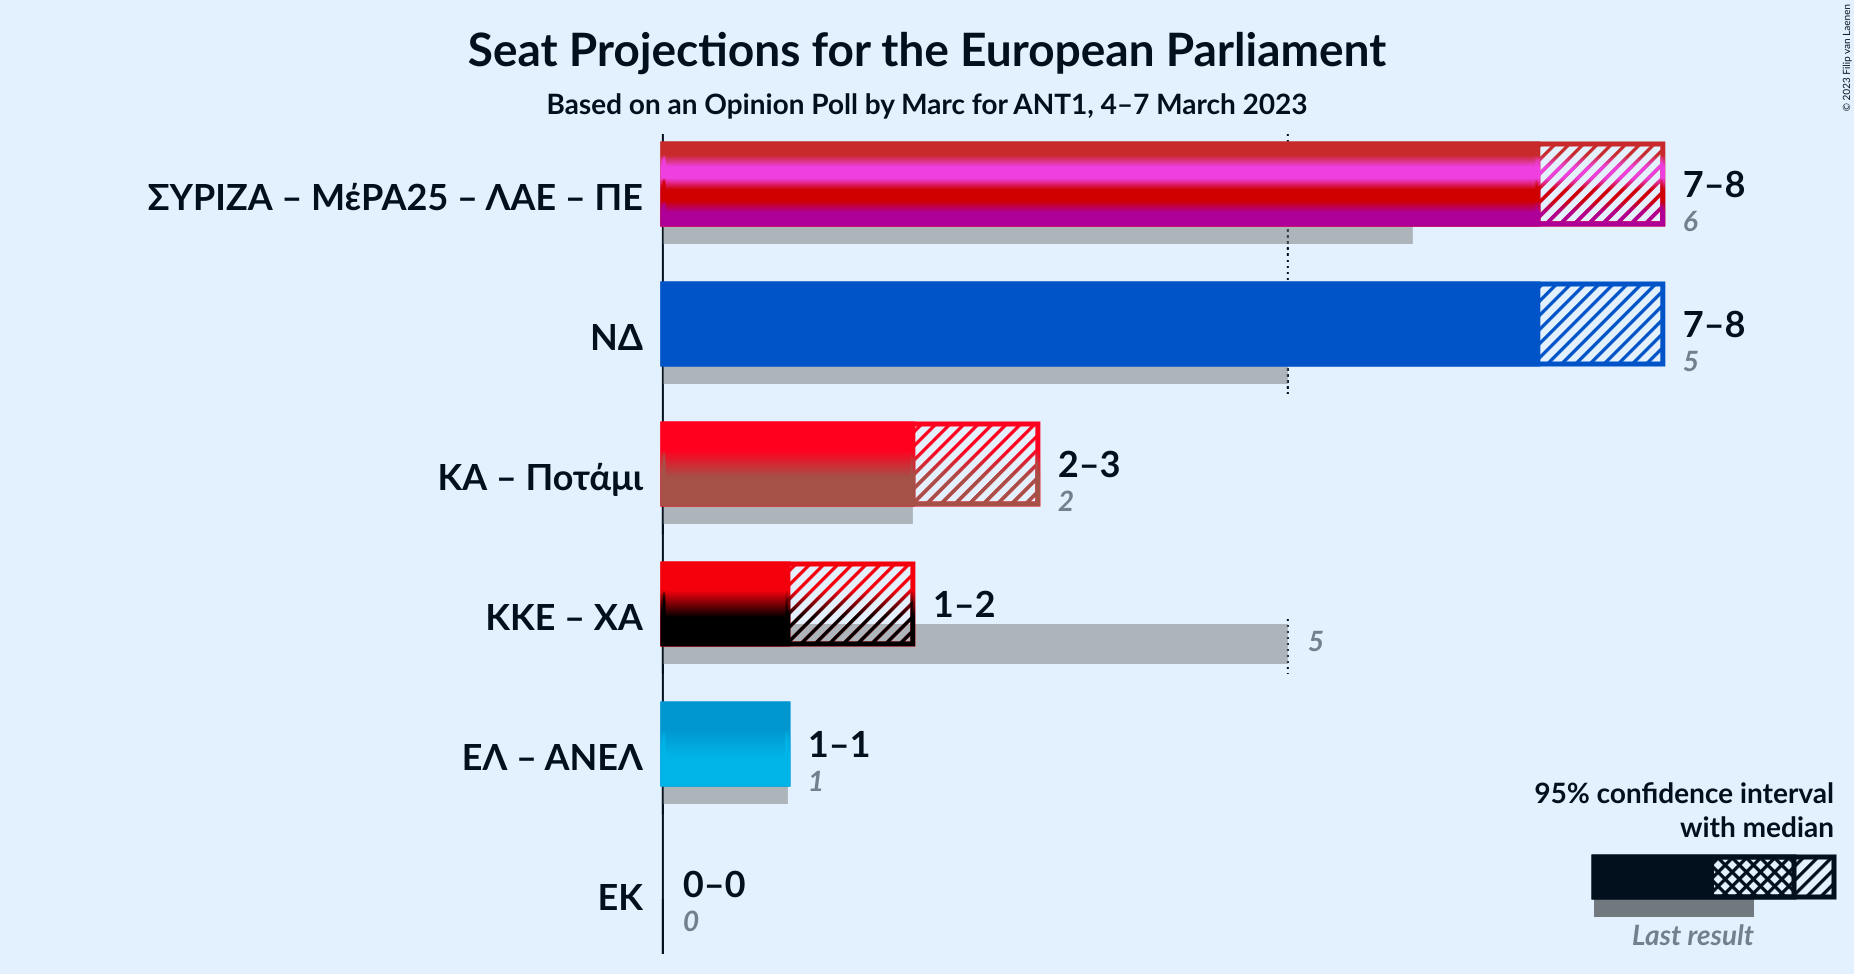 Seat Projections for the European Parliament
Based on an Opinion Poll by Marc for ANT1, 4–7 March 2023
© 2023 Filip van Laenen
ΣΥΡΙΖΑ – ΜέΡΑ25 – ΛΑΕ – ΠΕ
7–8
6
ΝΔ
7–8
5
ΚΑ – Ποτάμι
2–3
2
ΚΚΕ – ΧΑ
1–2
5
ΕΛ – ΑΝΕΛ
1–1
1
ΕΚ
0–0
0
95% confidence interval
with median
Last result